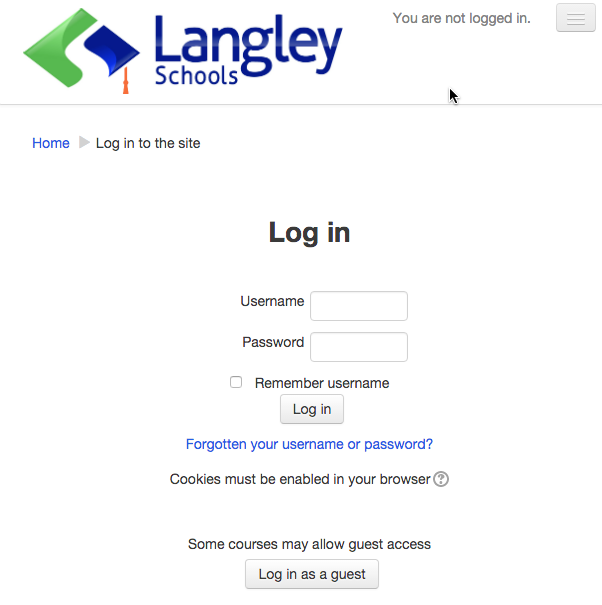 Langley
Schools
You are not logged in.
Home Log in to the site
Log in
Username
Password
Remember username
Log in
Forgotten your username or password?
Cookies must be enabled in your browser ?
Some courses may allow guest access
Log in as a guest